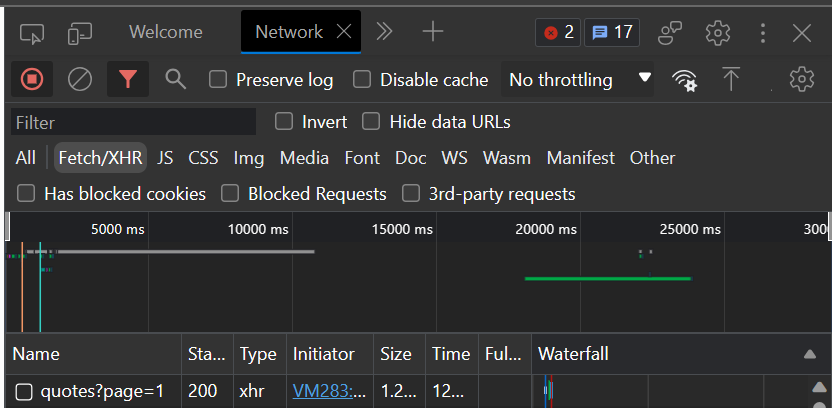 Welcome Network 2 17
Preserve log Disable cache No throttling
Filter Invert Hide data URLs
All Fetch/XHR JS CSS Img Media Font Doc WS Wasm Manifest Other
Has blocked cookies Blocked Requests 3rd-party requests
5000 ms 10000 ms 15000 ms 20000 ms 25000 ms 3000
Name Sta... Type Initiator Size Time Ful... Waterfall
quotes?page=1 200 xhr VM283:... 1.2... 12...